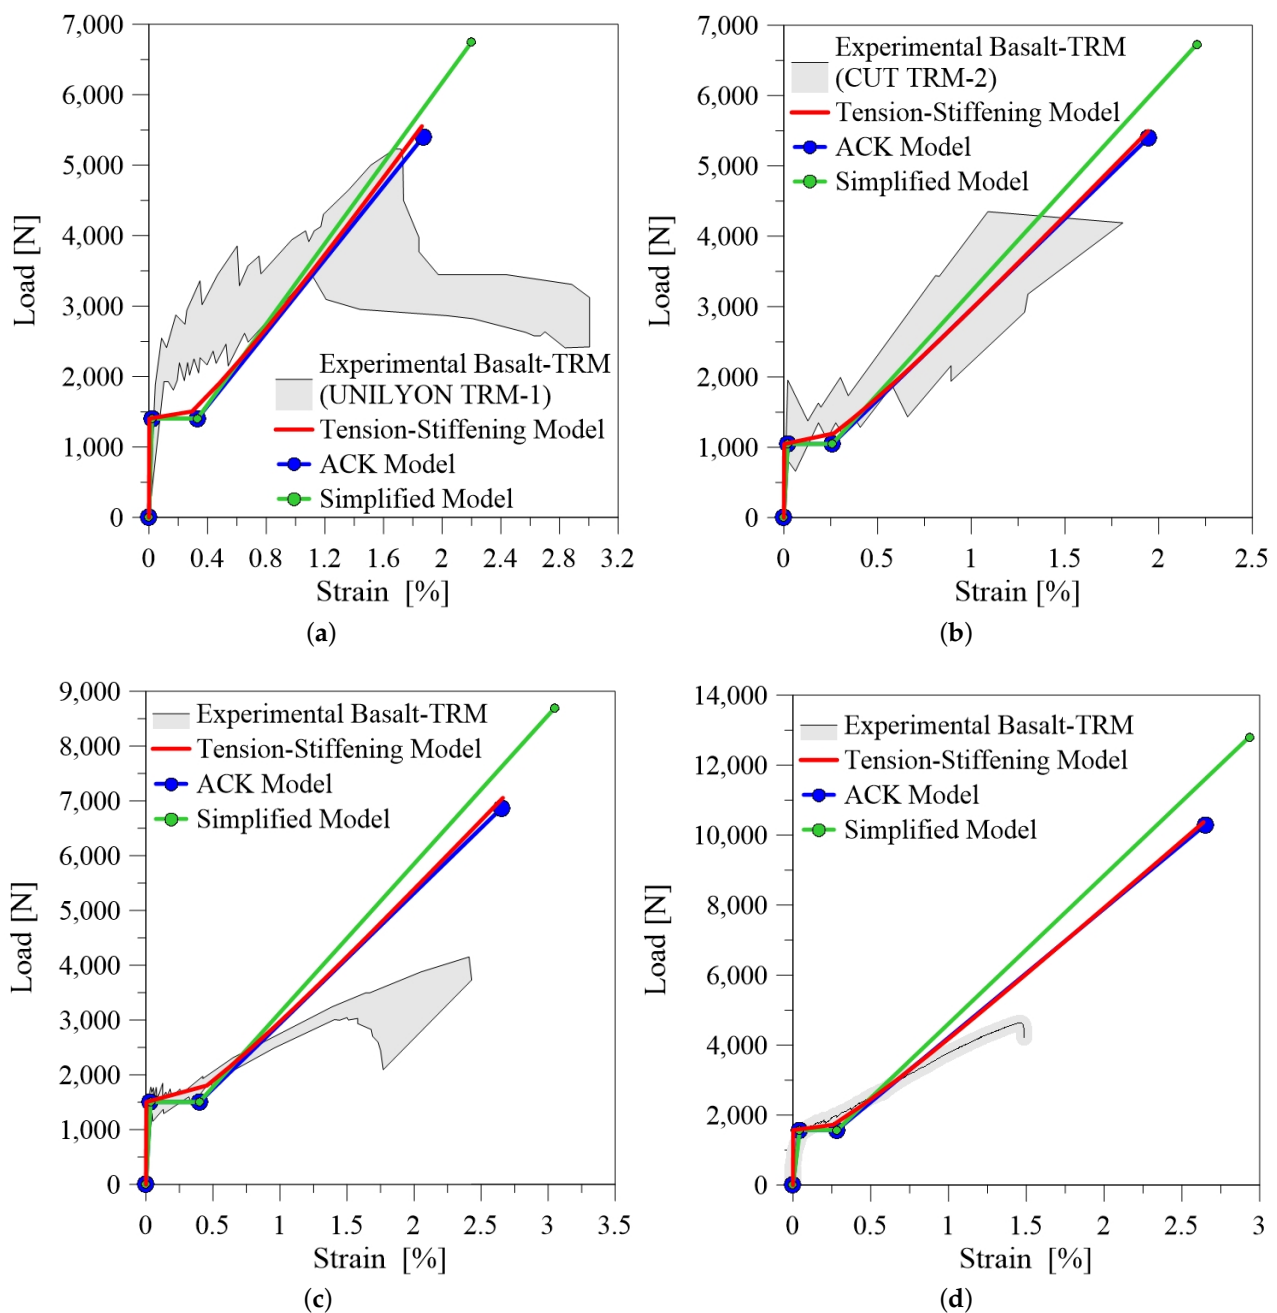 7,000
6,000
5,000
4,000
3,000
2,000
1,000
0
Load [N]
Experimental Basalt-TRM
(UNILYON TRM-1)
Tension-Stiffening Model
ACK Model
Simplified Model
0 0.4 0.8 1.2 1.6 2 2.4 2.8 3.2
Strain [%]
(a)
7,000
6,000
5,000
4,000
3,000
2,000
1,000
0
Load [N]
Experimental Basalt-TRM
(CUT TRM-2)
Tension-Stiffening Model
ACK Model
Simplified Model
0 0.5 1 1.5 2 2.5
Strain [%]
(b)
9,000
8,000
7,000
6,000
5,000
4,000
3,000
2,000
1,000
0
Load [N]
Experimental Basalt-TRM
Tension-Stiffening Model
ACK Model
Simplified Model
0 0.5 1 1.5 2 2.5 3 3.5
Strain [%]
(c)
14,000
12,000
10,000
8,000
6,000
4,000
2,000
0
Load [N]
Experimental Basalt-TRM
Tension-Stiffening Model
ACK Model
Simplified Model
0 0.5 1 1.5 2 2.5 3
Strain [%]
(d)